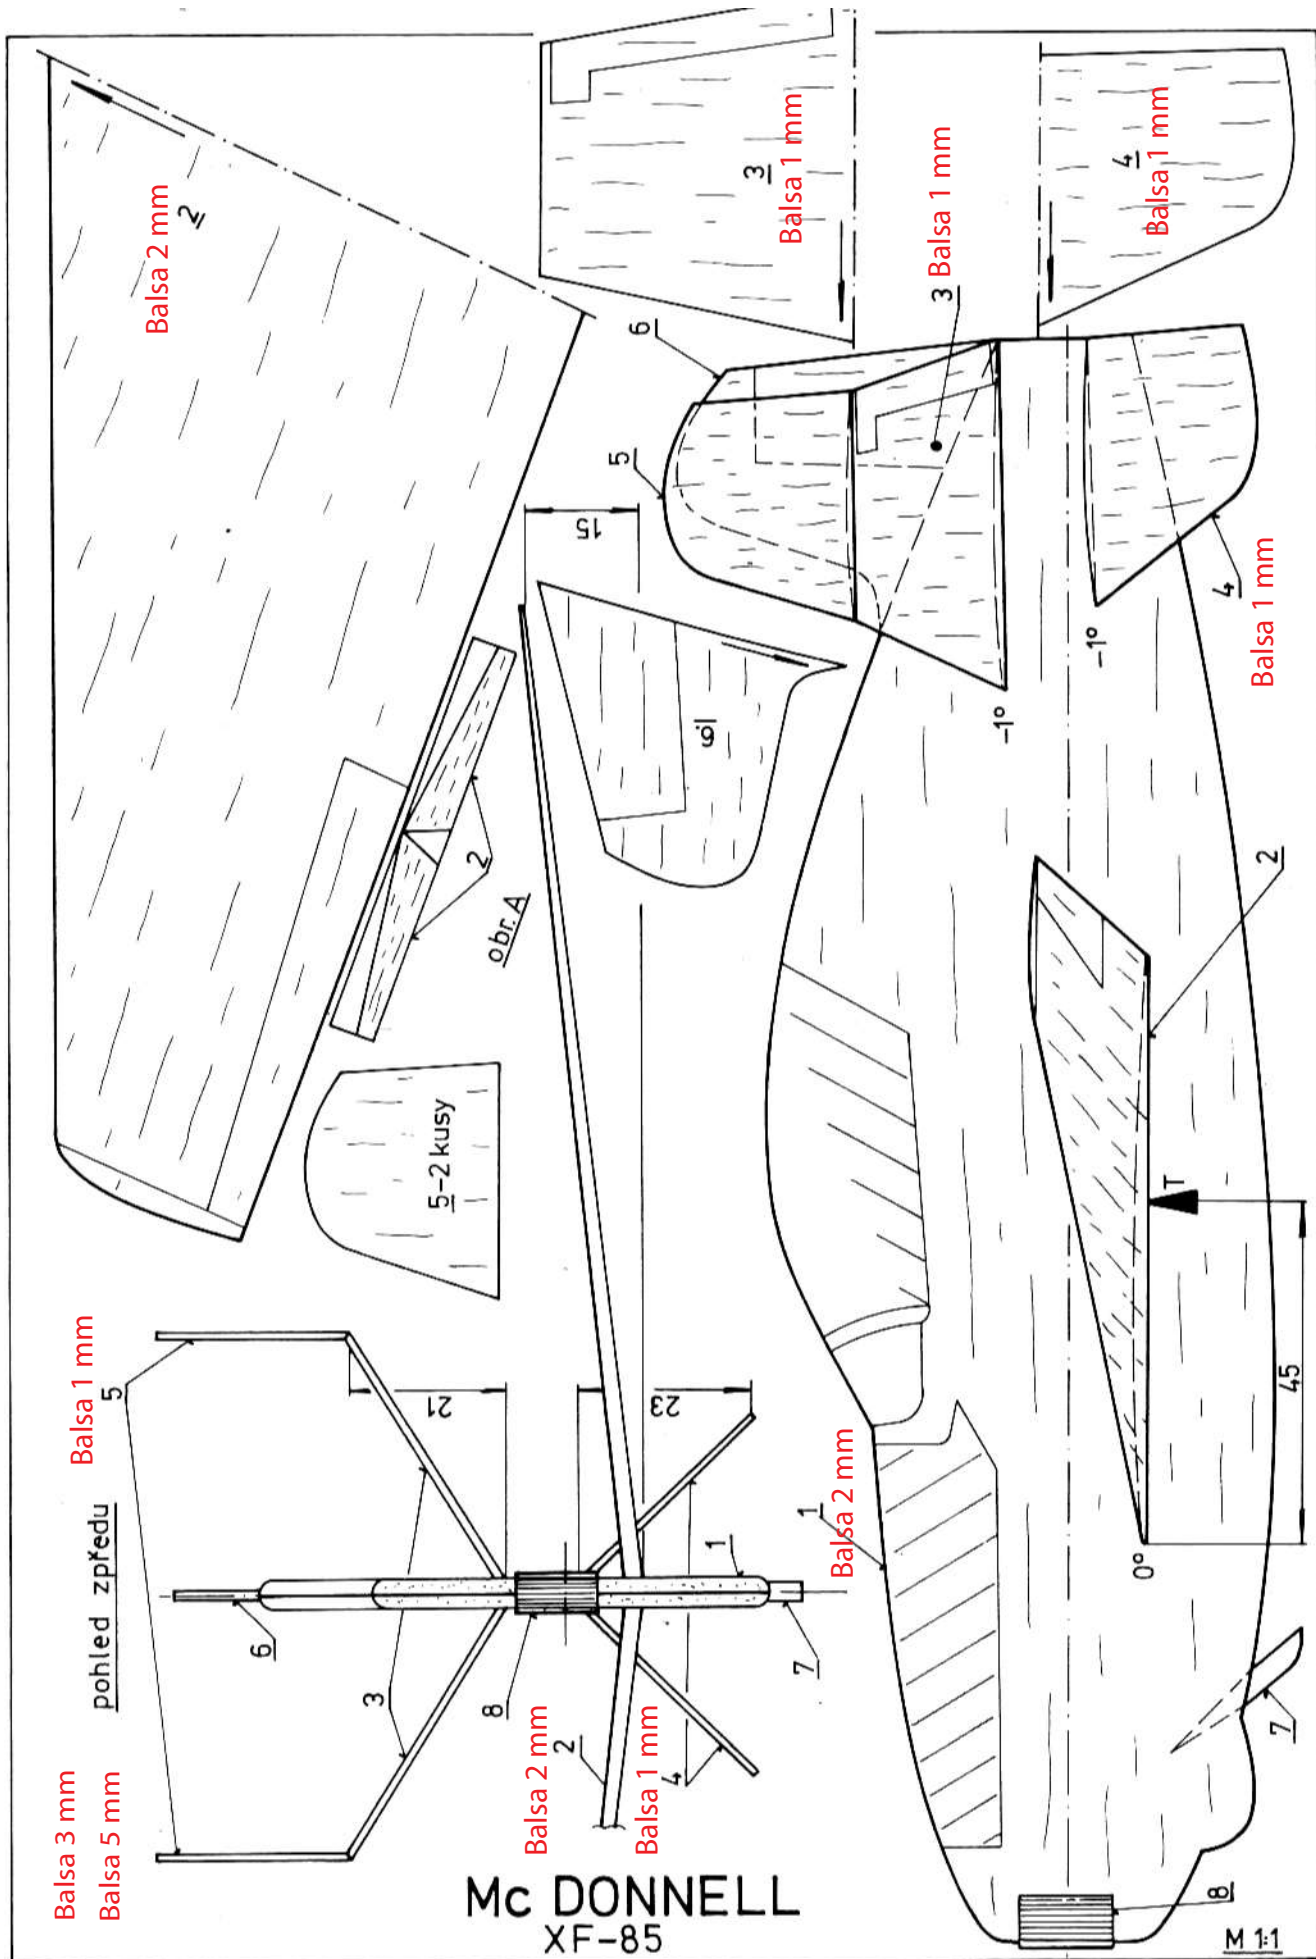 Balsa 2 mm
2
3
Balsa 1 mm
4
Balsa 1 mm
3 Balsa 1 mm
6
5
15
6
4
Balsa 1 mm
-1°
-1°
2
obr. A
5-2 kusy
2
T
45
0°
Balsa 1 mm
5
21
23
1
Balsa 2 mm
pohled zpředu
6
3
8
1
7
2
Balsa 2 mm
4
Balsa 1 mm
7
8
Balsa 3 mm
Balsa 5 mm
Mc DONNELL
XF-85
M 1:1